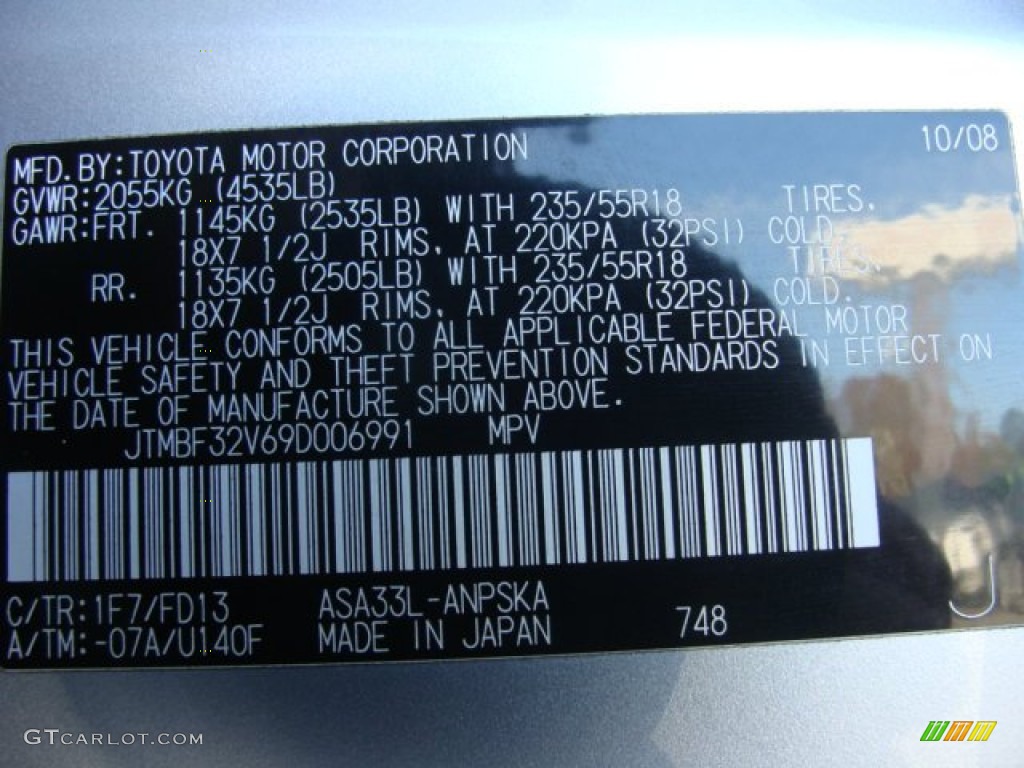 MFD.BY:TOYOTA MOTOR CORPORATION 10/08
GVWR:2055KG (4535LB)
GAWR:FRT. 1145KG (2535LB) WITH 235/55R18 TIRES,
18X7 1/2J RIMS, AT 220KPA (32PSI) COLD.
RR. 1135KG (2505LB) WITH 235/55R18 TIRES,
18X7 1/2J RIMS, AT 220KPA (32PSI) COLD.
THIS VEHICLE CONFORMS TO ALL APPLICABLE FEDERAL MOTOR
VEHICLE SAFETY AND THEFT PREVENTION STANDARDS IN EFFECT ON
THE DATE OF MANUFACTURE SHOWN ABOVE.
JTMBF32V69D006991 MPV
C/TR:1F7/FD13 ASA33L-ANPSKA
A/TM:-07A/U140F MADE IN JAPAN 748 J
GTCARLOT.COM